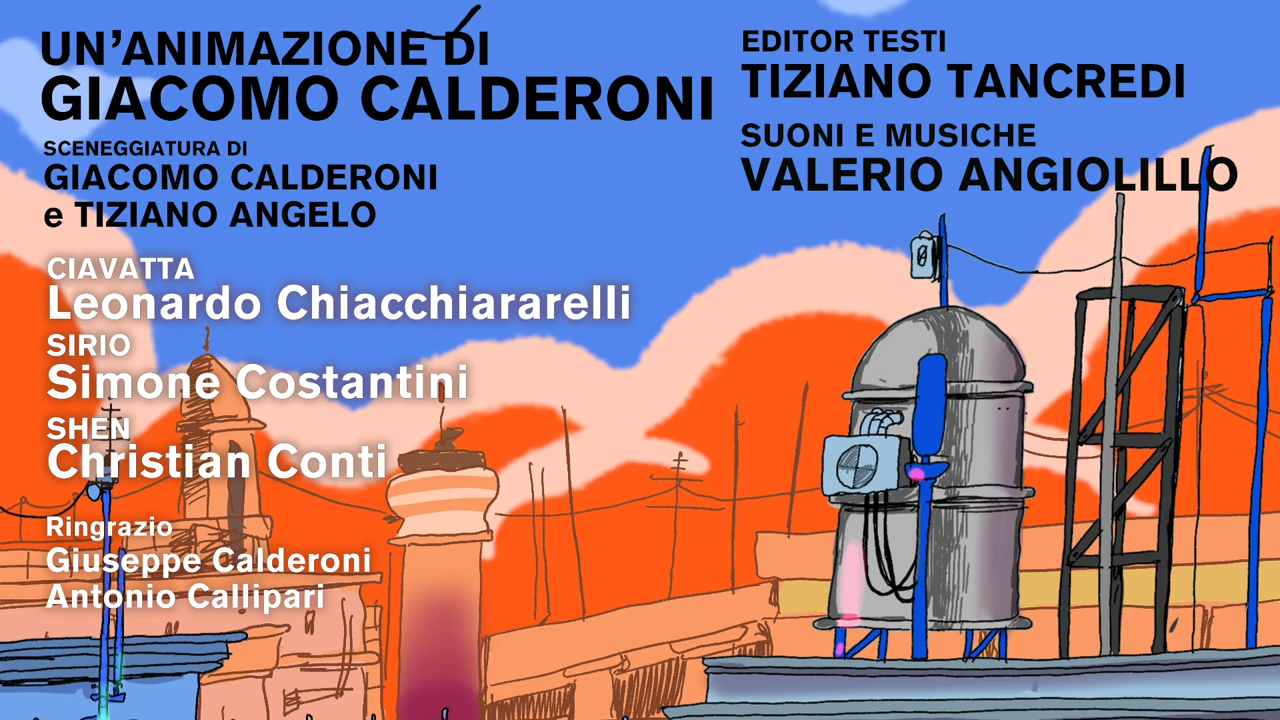 UN'ANIMAZIONE DI
GIACOMO CALDERONI
SCENEGGIATURA DI
GIACOMO CALDERONI
e TIZIANO ANGELO
CIAVATTA
Leonardo Chiacchiararelli
SIRIO
Simone Costantini
SHEN
Christian Conti
Ringrazio
Giuseppe Calderoni
Antonio Callipari
EDITOR TESTI
TIZIANO TANCREDI
SUONI E MUSICHE
VALERIO ANGIOLILLO